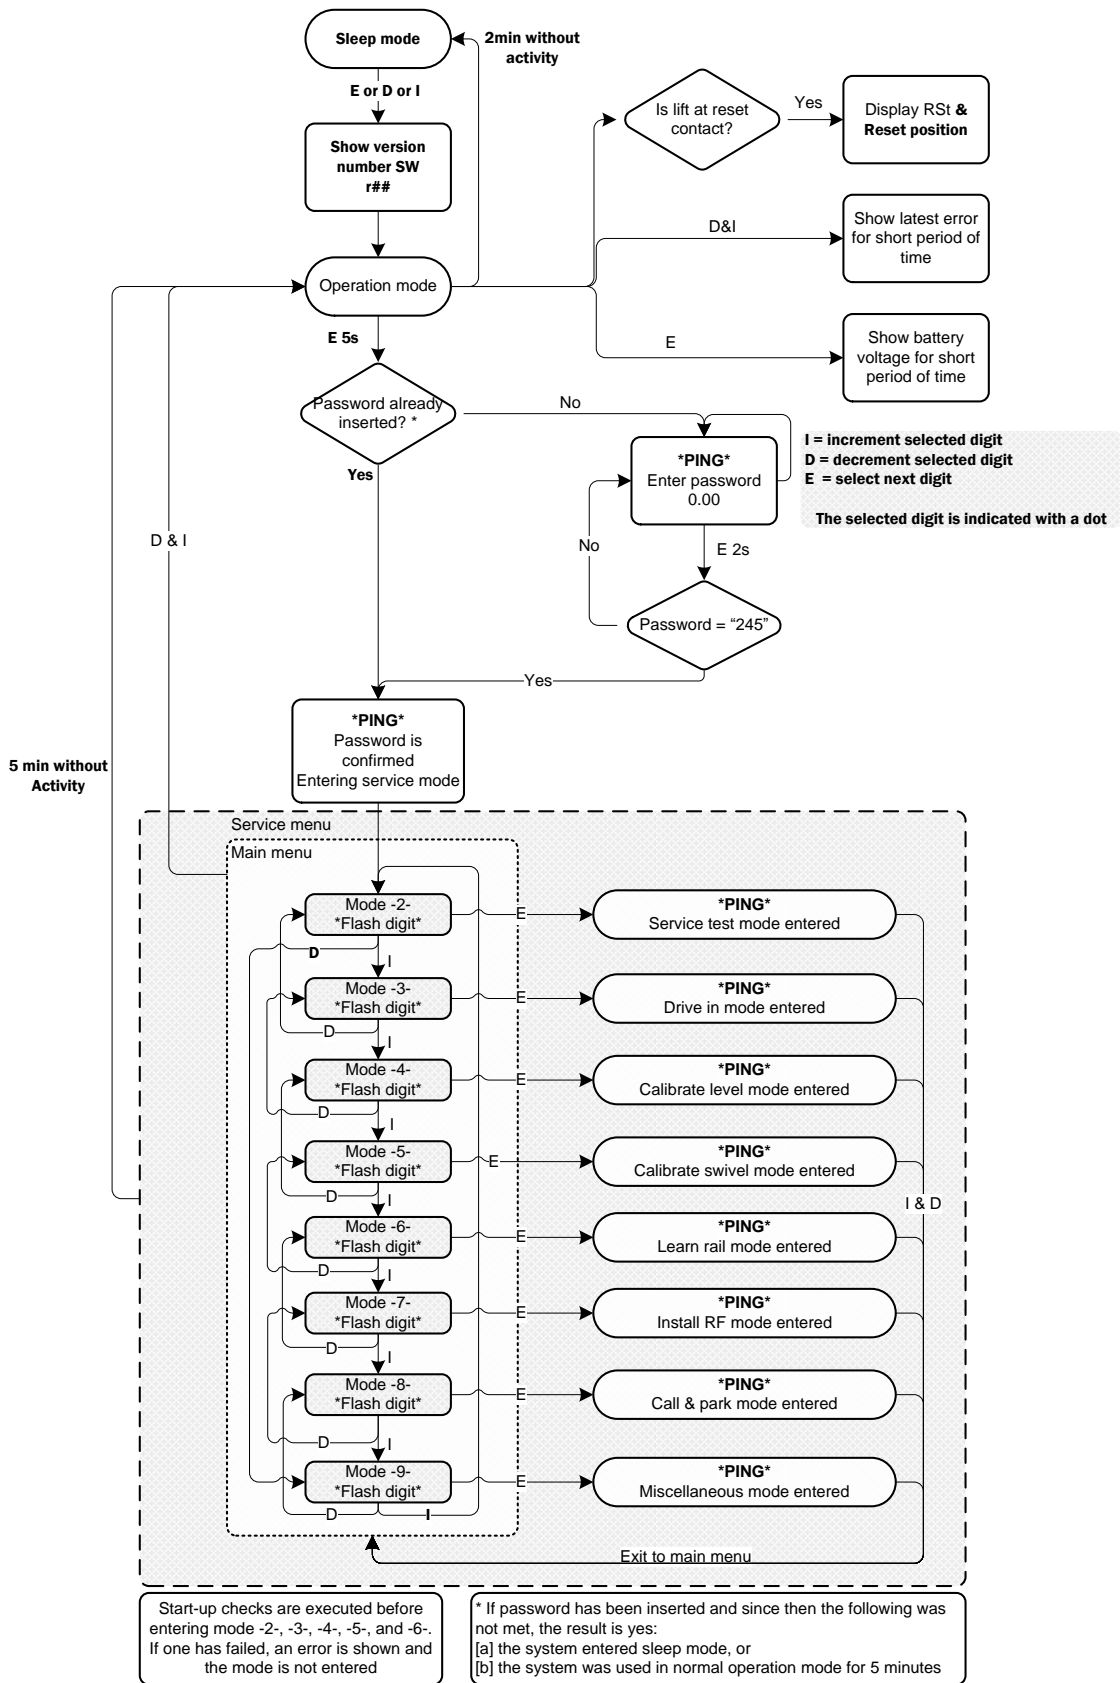 Sleep mode
2min without
activity
E or D or I
Show version
number SW
r##
Is lift at reset
contact?
Yes
Display RSt &
Reset position
D&I
Show latest error
for short period of
time
Operation mode
E 5s
E
Show battery
voltage for short
period of time
Password already
inserted? *
No
Yes
*PING*
Enter password
0.00
I = increment selected digit
D = decrement selected digit
E = select next digit
The selected digit is indicated with a dot
D & I
No
E 2s
Password = “245”
Yes
*PING*
Password is
confirmed
Entering service mode
5 min without
Activity
Service menu
Main menu
Mode -2-
*Flash digit*
E
*PING*
Service test mode entered
D
I
Mode -3-
*Flash digit*
E
*PING*
Drive in mode entered
D
I
Mode -4-
*Flash digit*
E
*PING*
Calibrate level mode entered
D
I
Mode -5-
*Flash digit*
E
*PING*
Calibrate swivel mode entered
D
I
I & D
Mode -6-
*Flash digit*
E
*PING*
Learn rail mode entered
D
I
Mode -7-
*Flash digit*
E
*PING*
Install RF mode entered
D
I
Mode -8-
*Flash digit*
E
*PING*
Call & park mode entered
D
I
Mode -9-
*Flash digit*
E
*PING*
Miscellaneous mode entered
D
I
Exit to main menu
Start-up checks are executed before
entering mode -2-, -3-, -4-, -5-, and -6-.
If one has failed, an error is shown and
the mode is not entered
* If password has been inserted and since then the following was
not met, the result is yes:
[a] the system entered sleep mode, or
[b] the system was used in normal operation mode for 5 minutes